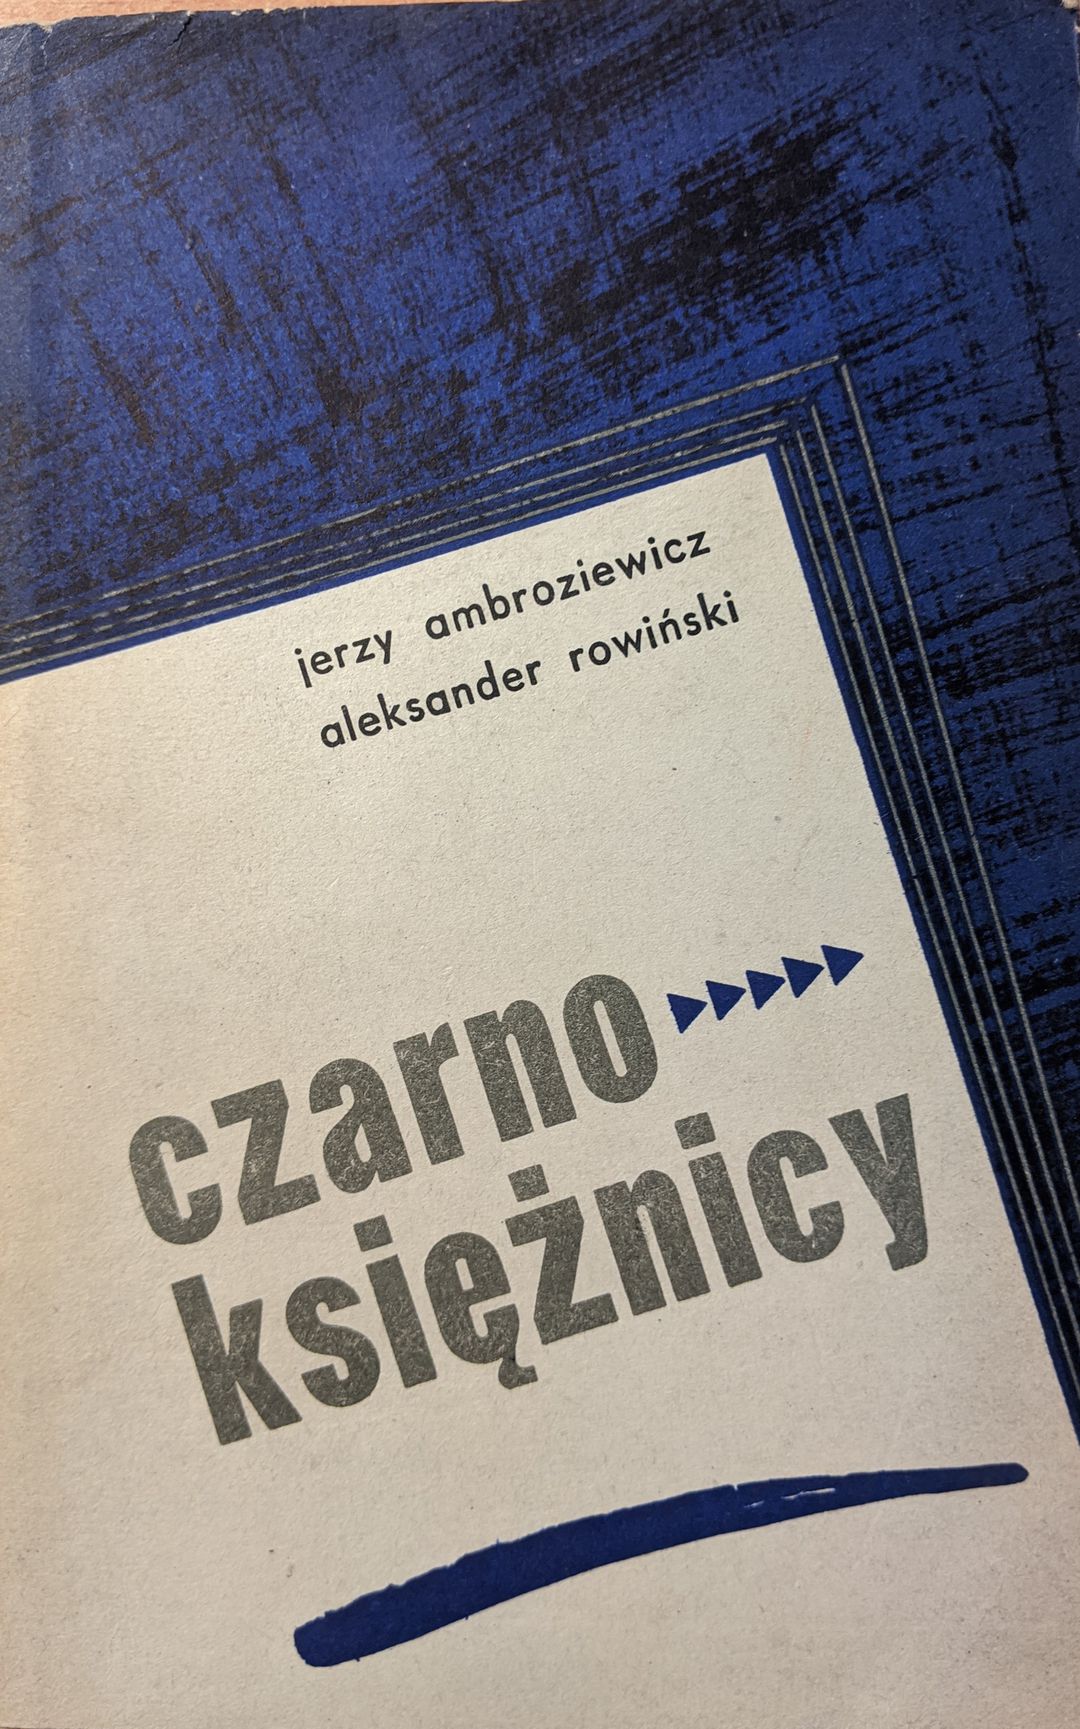 jerzy ambroziewicz
aleksander rowiński
czarno
księżnicy